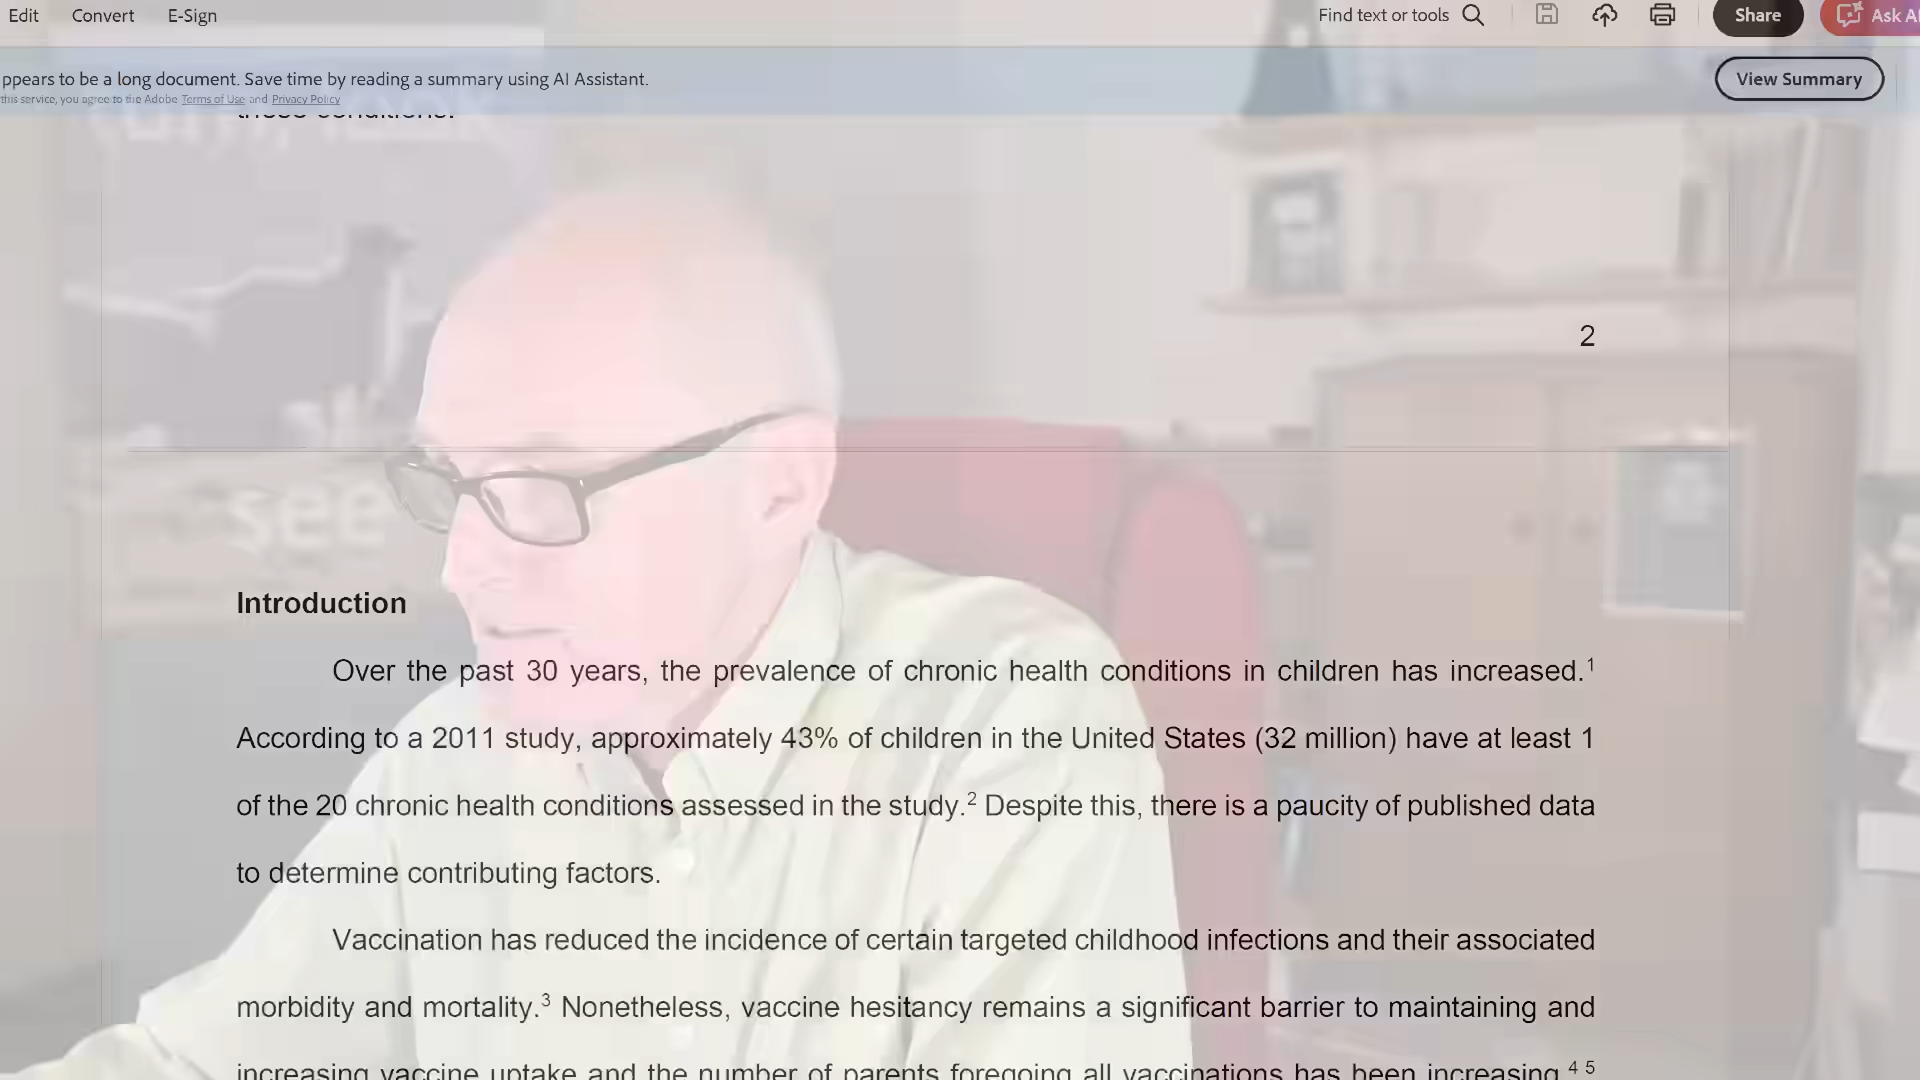 Edit Convert E-Sign Find text or tools Share Ask AI
ppears to be a long document. Save time by reading a summary using AI Assistant. View Summary
this service, you agree to the Adobe Terms of Use and Privacy Policy
these conditions.
2
see
Introduction
Over the past 30 years, the prevalence of chronic health conditions in children has increased.1
According to a 2011 study, approximately 43% of children in the United States (32 million) have at least 1
of the 20 chronic health conditions assessed in the study.2 Despite this, there is a paucity of published data
to determine contributing factors.
Vaccination has reduced the incidence of certain targeted childhood infections and their associated
morbidity and mortality.3 Nonetheless, vaccine hesitancy remains a significant barrier to maintaining and
increasing vaccine uptake and the number of parents foregoing all vaccinations has been increasing.4 5